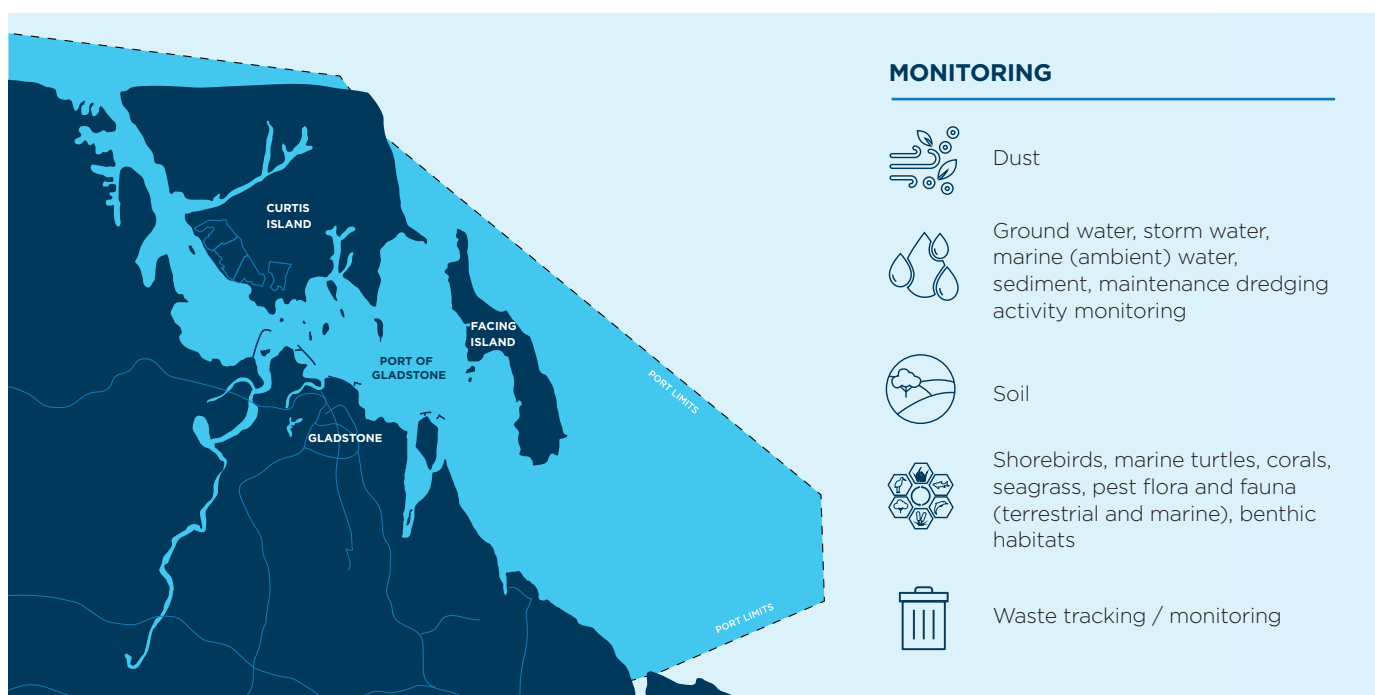 CURTIS
ISLAND
FACING
ISLAND
PORT OF
GLADSTONE
GLADSTONE
PORT LIMITS
PORT LIMITS
MONITORING
Dust
Ground water, storm water,
marine (ambient) water,
sediment, maintenance dredging
activity monitoring
Soil
Shorebirds, marine turtles, corals,
seagrass, pest flora and fauna
(terrestrial and marine), benthic
habitats
Waste tracking / monitoring